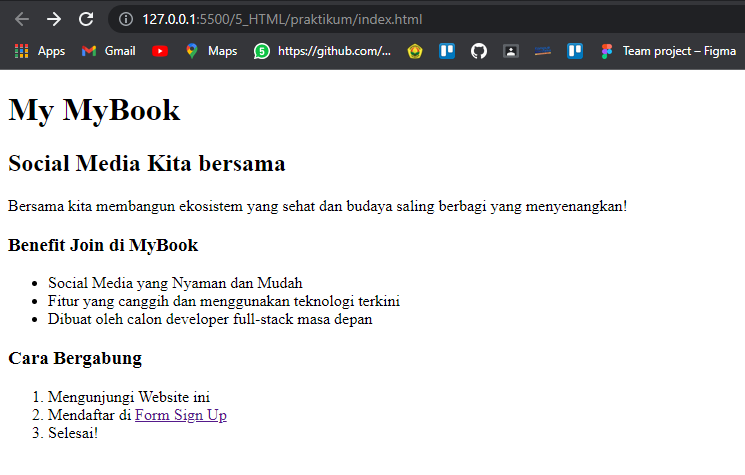 127.0.0.1:5500/5_HTML/praktikum/index.html
Apps Gmail Maps https://github.com/... Team project – Figma
My MyBook
Social Media Kita bersama
Bersama kita membangun ekosistem yang sehat dan budaya saling berbagi yang menyenangkan!
Benefit Join di MyBook
• Social Media yang Nyaman dan Mudah
• Fitur yang canggih dan menggunakan teknologi terkini
• Dibuat oleh calon developer full-stack masa depan
Cara Bergabung
1. Mengunjungi Website ini
2. Mendaftar di Form Sign Up
3. Selesai!